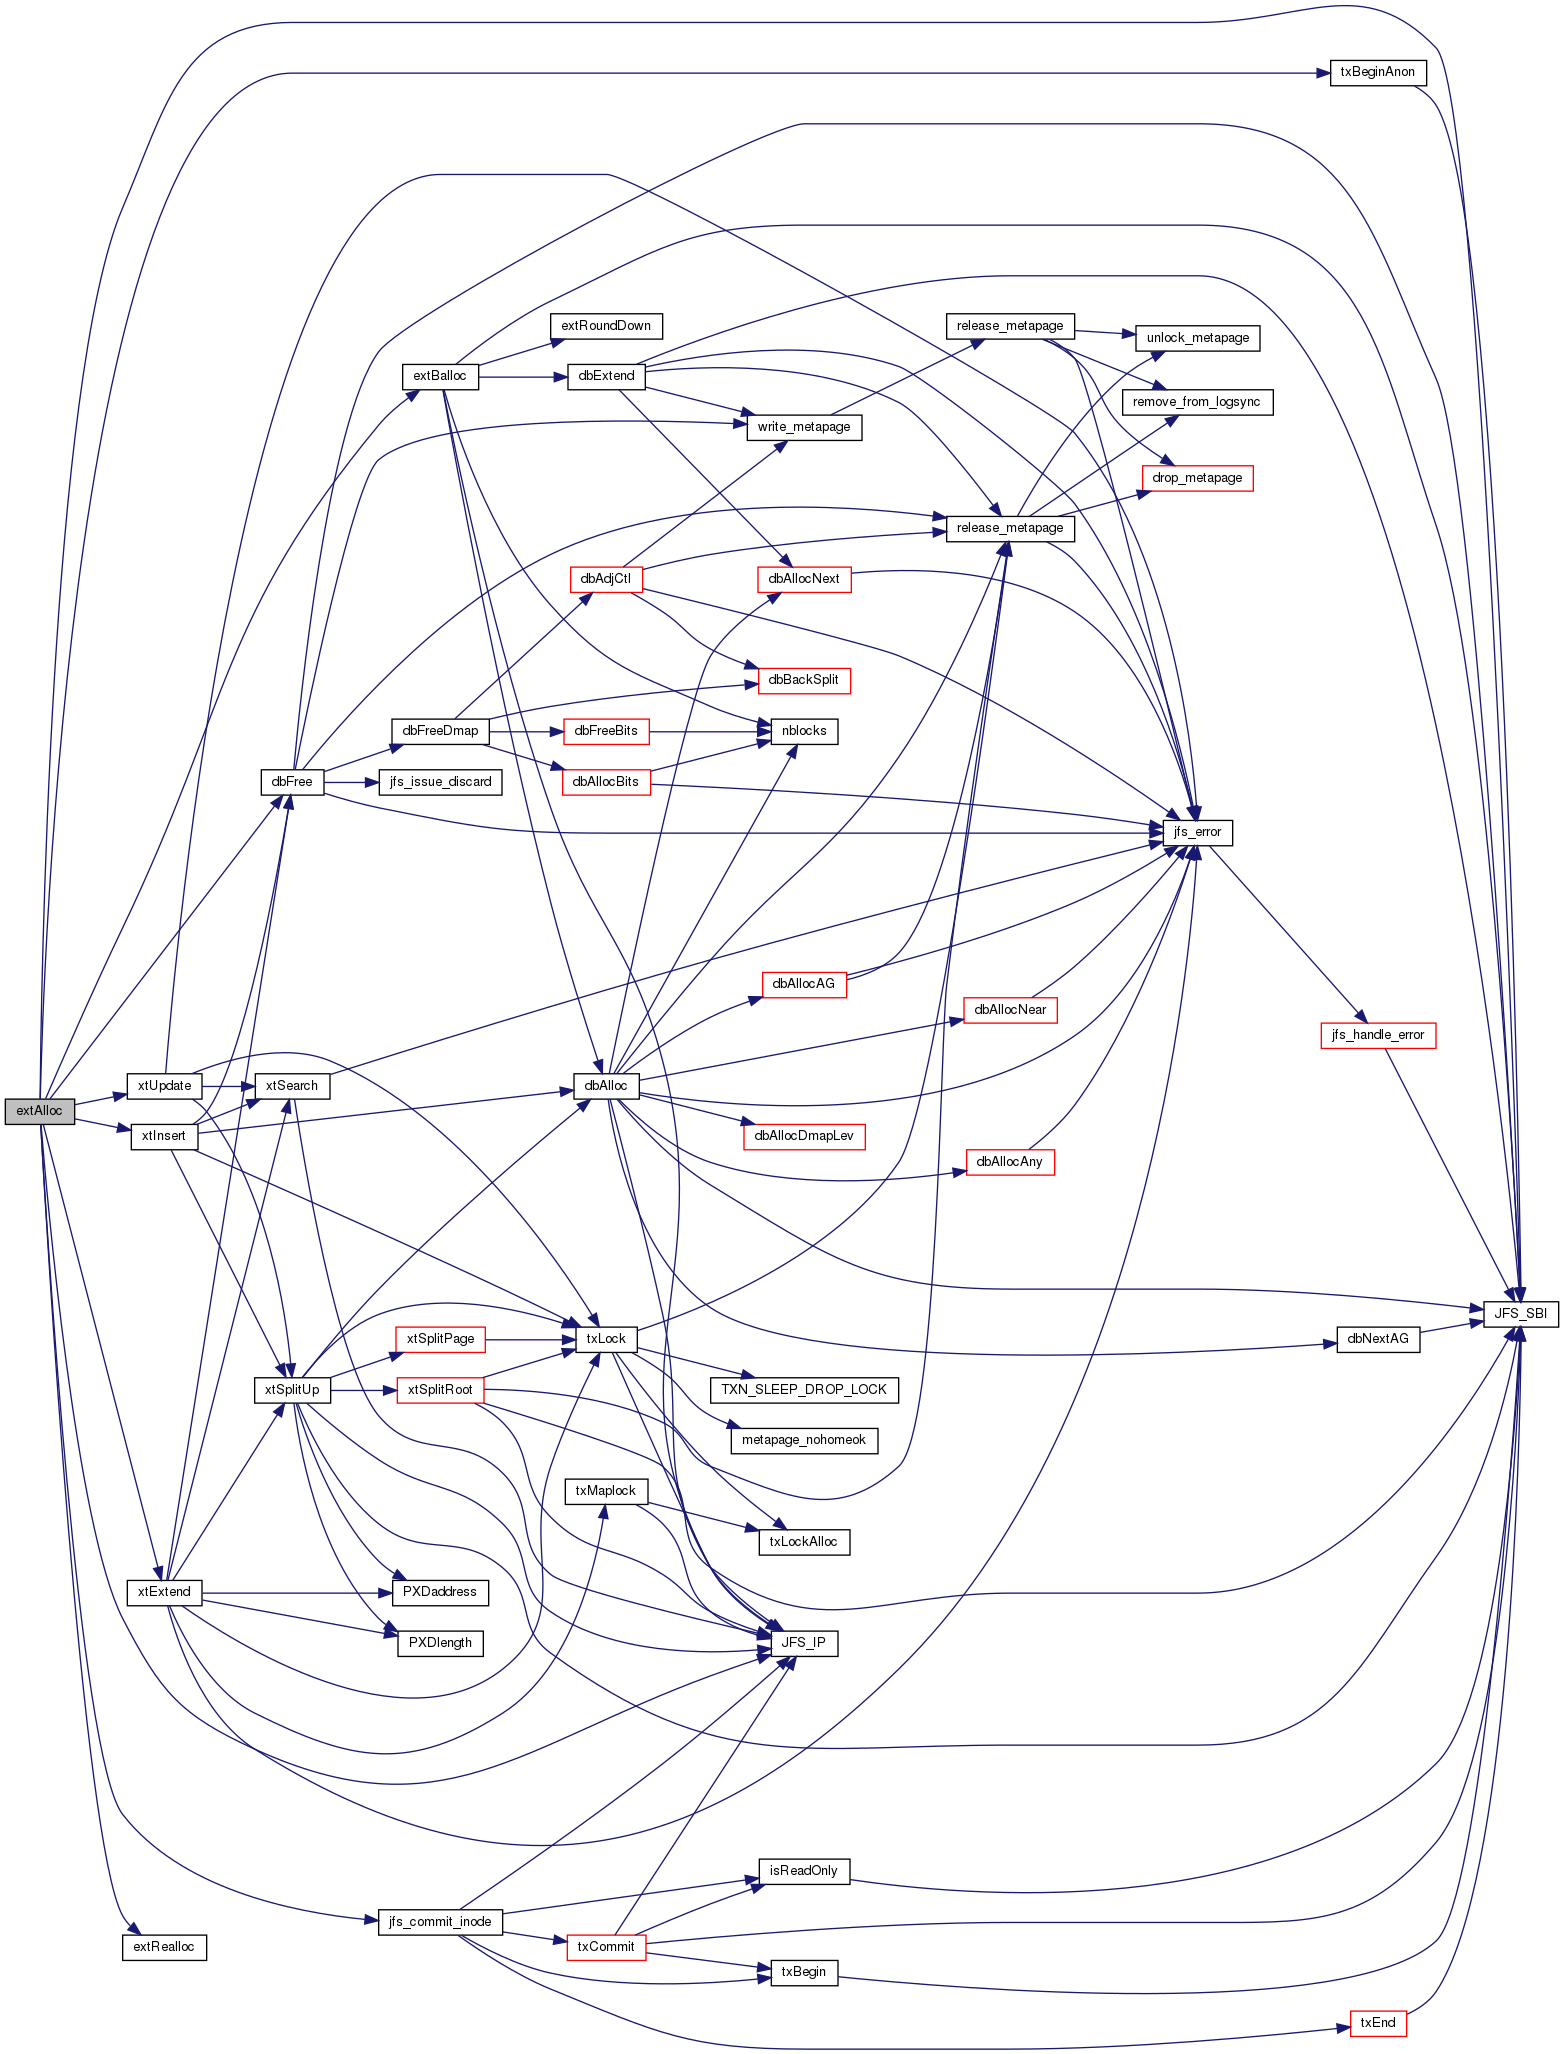 txBeginAnon
extRoundDown
release_metapage
unlock_metapage
extBalloc
dbExtend
remove_from_logsync
write_metapage
drop_metapage
release_metapage
dbAdjCtl
dbAllocNext
dbBackSplit
dbFreeDmap
dbFreeBits
nblocks
dbFree
jfs_issue_discard
dbAllocBits
jfs_error
dbAllocAG
dbAllocNear
jfs_handle_error
xtUpdate
xtSearch
dbAlloc
extAlloc
xtInsert
dbAllocDmapLev
dbAllocAny
JFS_SBI
xtSplitPage
txLock
dbNextAG
xtSplitUp
xtSplitRoot
TXN_SLEEP_DROP_LOCK
metapage_nohomeok
txMaplock
txLockAlloc
xtExtend
PXDaddress
PXDlength
JFS_IP
isReadOnly
jfs_commit_inode
extRealloc
txCommit
txBegin
txEnd